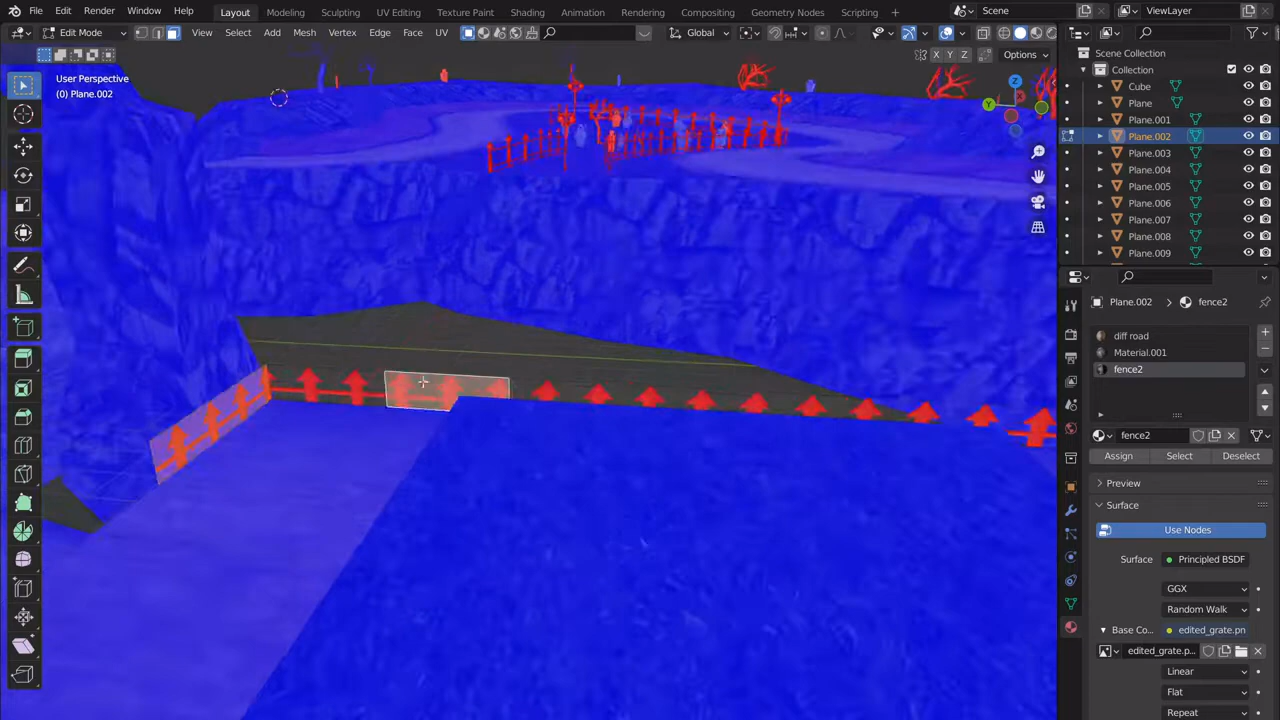 File Edit Render Window Help Layout Modeling Sculpting UV Editing Texture Paint Shading Animation Rendering Compositing Geometry Nodes Scripting Scene ViewLayer
Edit Mode View Select Add Mesh Vertex Edge Face UV Global
X Y Z Options
User Perspective
(0) Plane.002
Z
Y
Scene Collection
Collection
Cube
Plane
Plane.001
Plane.002
Plane.003
Plane.004
Plane.005
Plane.006
Plane.007
Plane.008
Plane.009
Plane.002 > fence2
diff road
Material.001
fence2
fence2
Assign Select Deselect
Preview
Surface
Use Nodes
Surface Principled BSDF
GGX
Random Walk
Base Co... edited_grate.pn
edited_grate.p...
Linear
Flat
Repeat